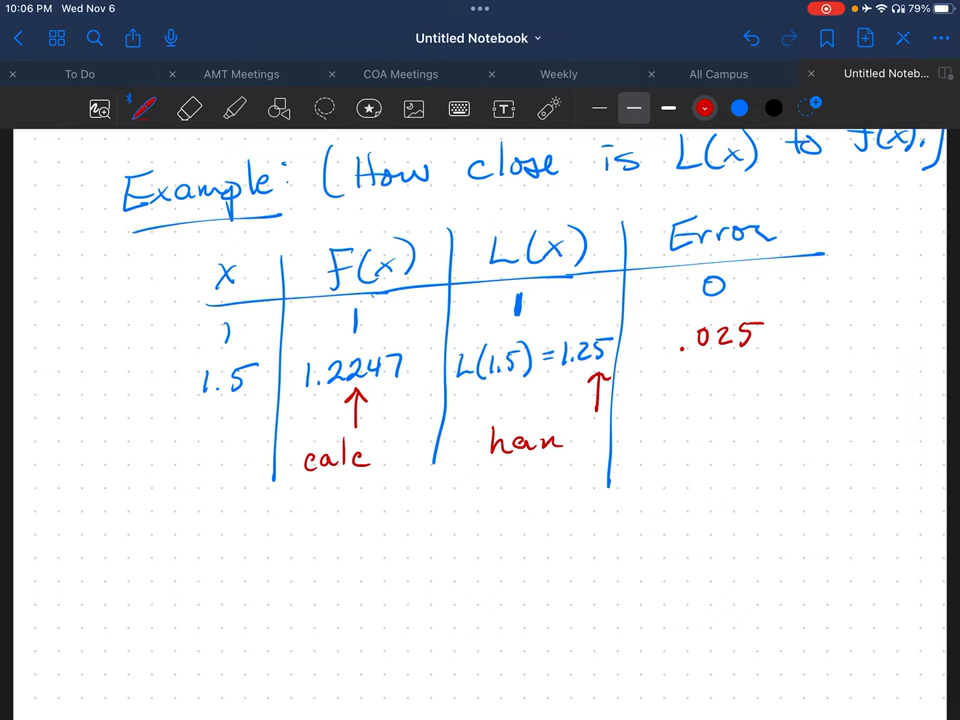 10:06 PM Wed Nov 6
79%
Untitled Notebook
To Do
AMT Meetings
COA Meetings
Weekly
All Campus
Untitled Noteb...
Example: (How close is L(x) to f(x).)
x f(x) L(x) Error
1 1 1 0
1.5 1.2247 L(1.5) = 1.25 .025
calc han